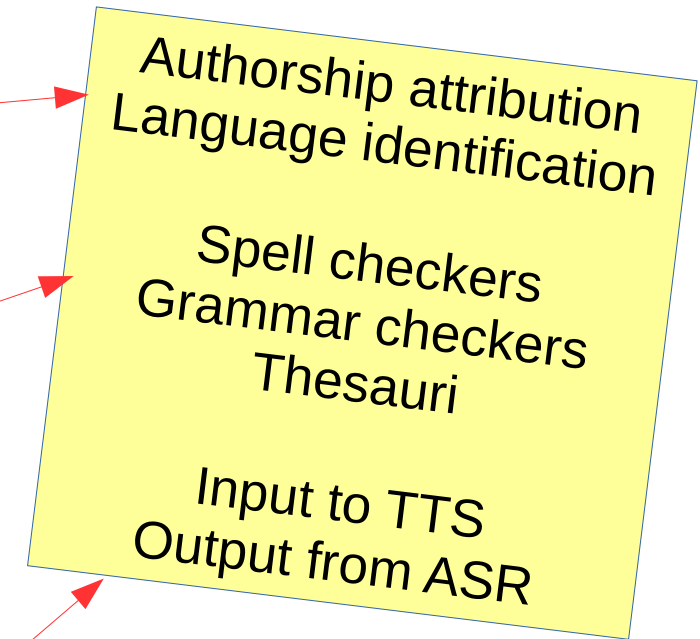 Authorship attribution
Language identification
Spell checkers
Grammar checkers
Thesauri
Input to TTS
Output from ASR